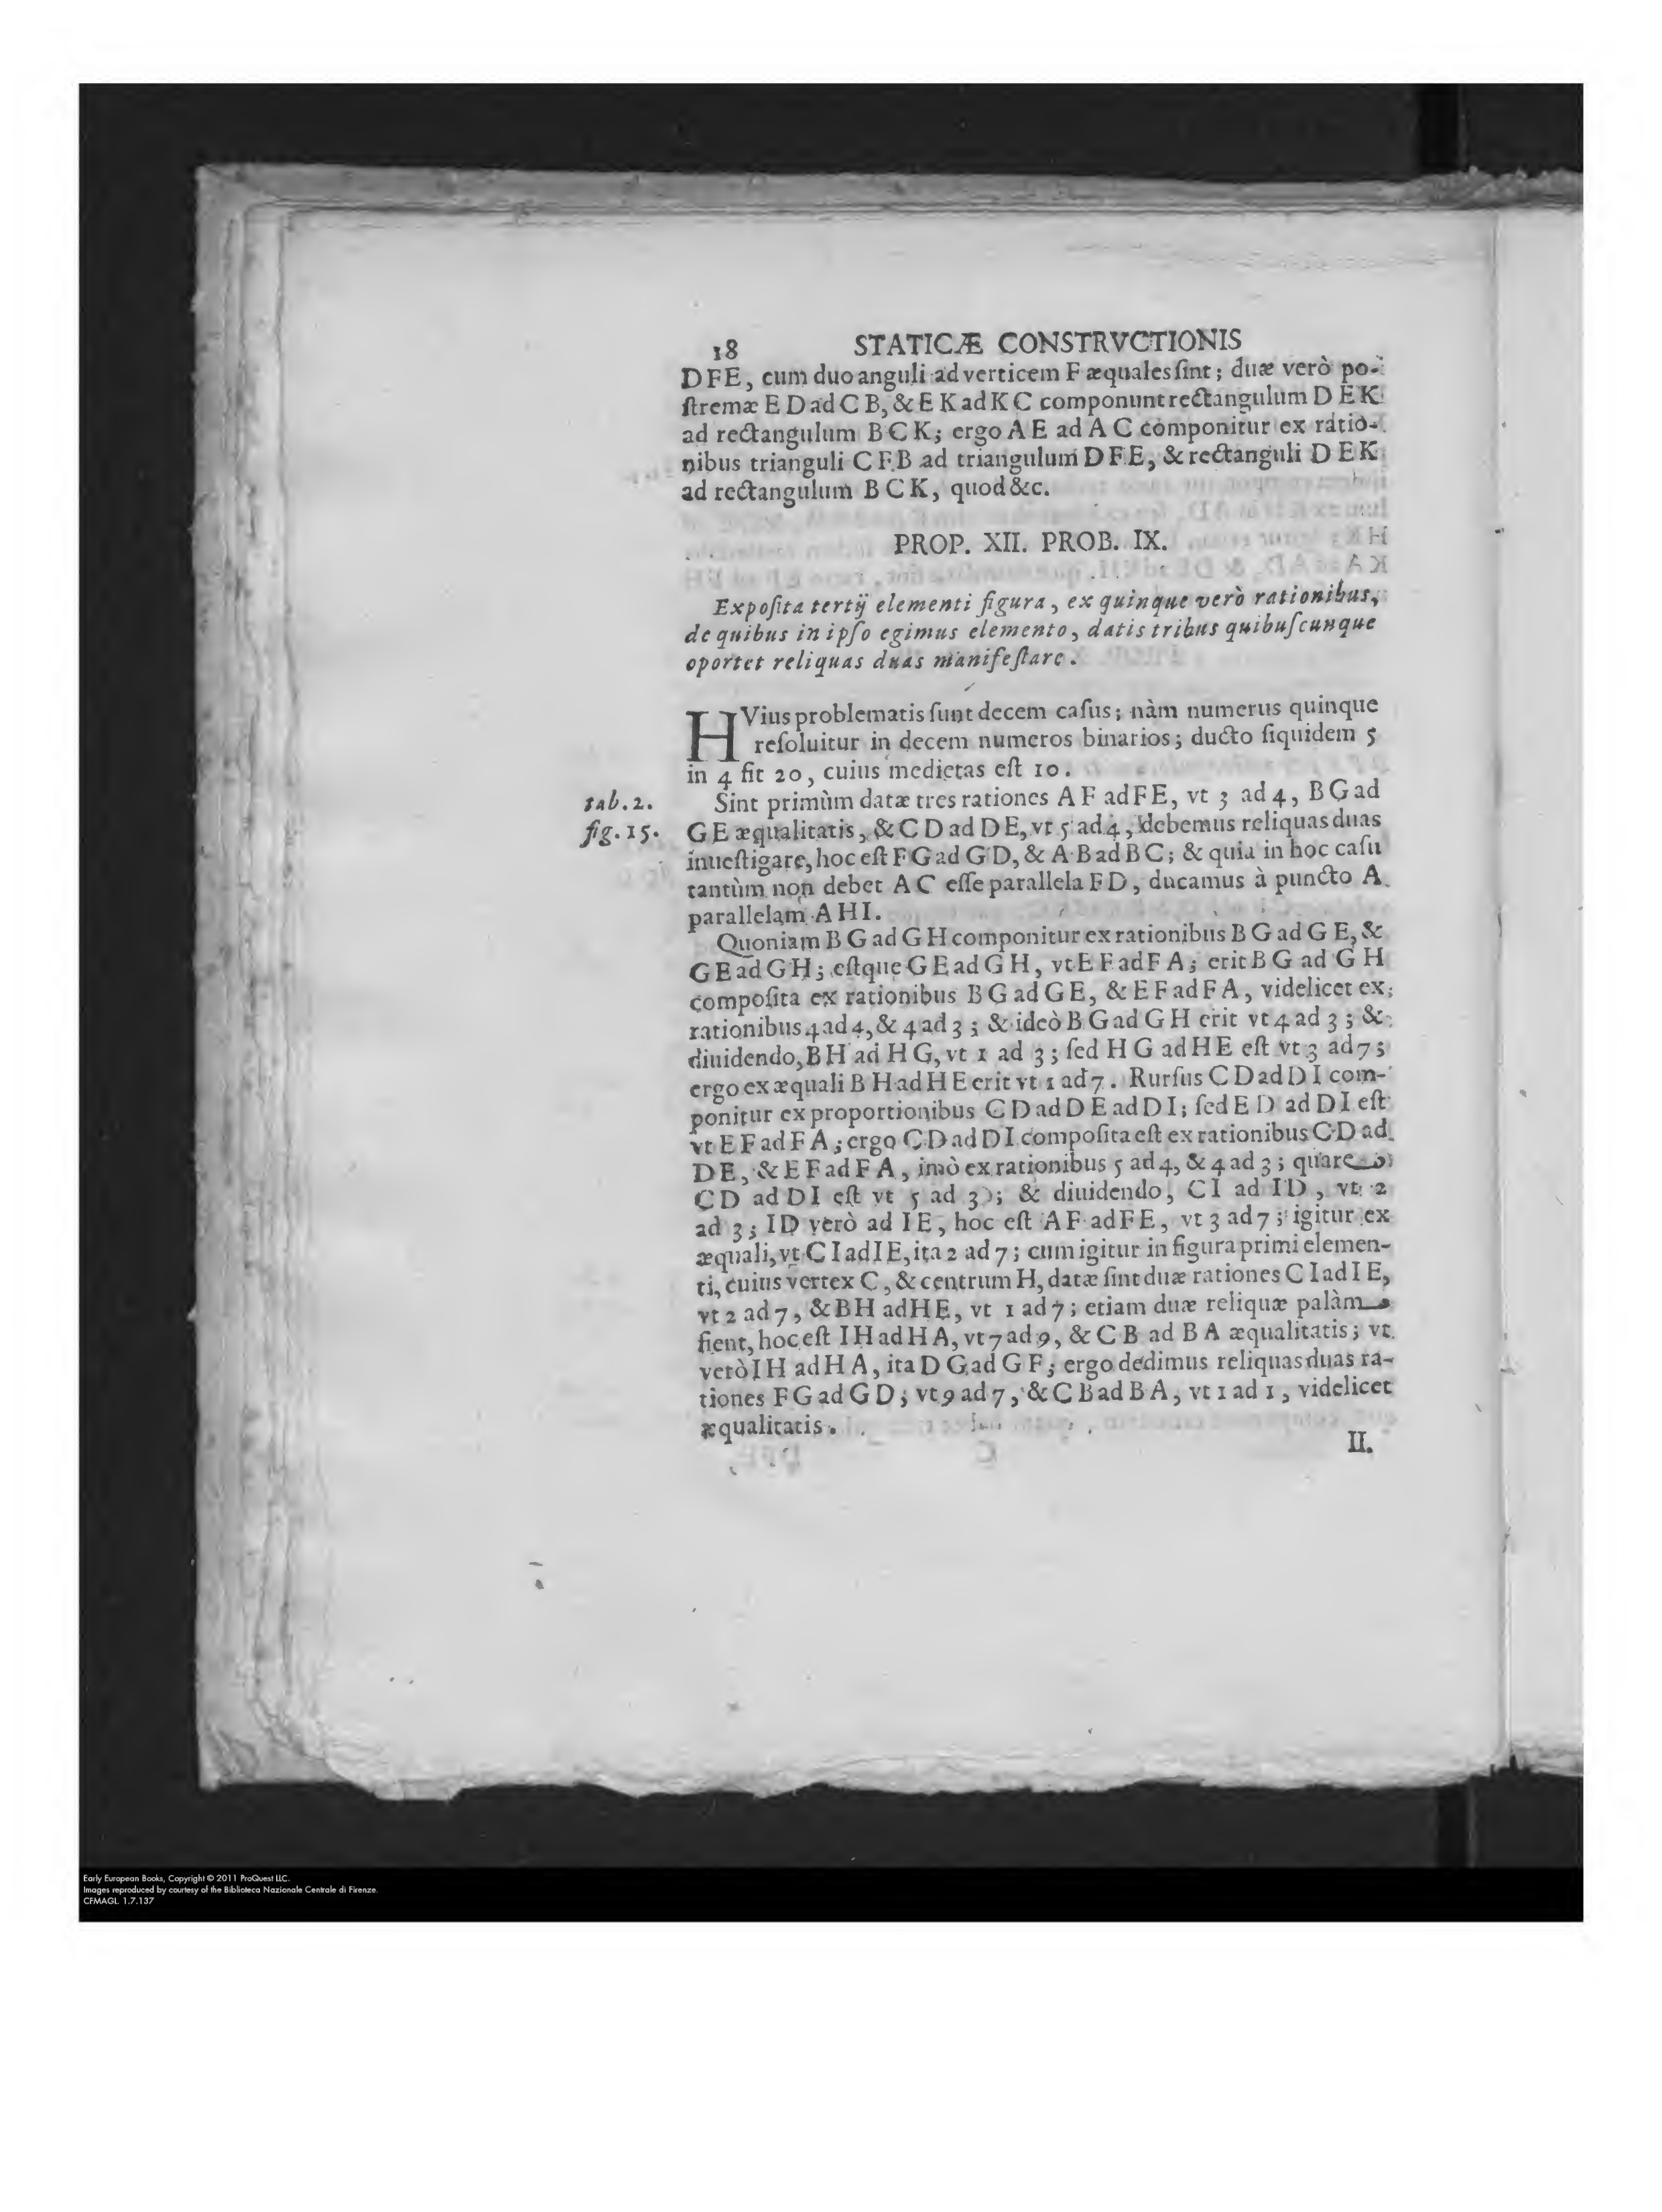 18 STATICÆ CONSTRVCTIONIS
DFE, cum duo anguli ad verticem F æquales ſint; duæ verò po-
ſtremæ E D ad C B, & E K ad K C componunt rectangulum D E K
ad rectangulum B C K; ergo A E ad A C componitur ex ratio-
nibus trianguli C F B ad triangulum D F E, & rectanguli D E K
ad rectangulum B C K, quod &c.
PROP. XII. PROB. IX.
Expoſita tertij elementi figura, ex quinque verò rationibus,
de quibus in ipſo egimus elemento, datis tribus quibuſcunque
oportet reliquas duas manifeſtare.
HVius problematis ſunt decem caſus; nàm numerus quinque
reſoluitur in decem numeros binarios; ducto ſiquidem 5
in 4 fit 20, cuius medietas eſt 10.
tab. 2.
fig. 15.
Sint primùm datæ tres rationes A F ad F E, vt 3 ad 4, B G ad
G E æqualitatis, & C D ad D E, vt 5 ad 4, debemus reliquas duas
inueſtigare, hoc eſt F G ad G D, & A B ad B C; & quia in hoc caſu
tantùm non debet A C eſſe parallela F D, ducamus à puncto A
parallelam A H I.
Quoniam B G ad G H componitur ex rationibus B G ad G E, &
G E ad G H; eſtque G E ad G H, vt E F ad F A; erit B G ad G H
compoſita ex rationibus B G ad G E, & E F ad F A, videlicet ex
rationibus 4 ad 4, & 4 ad 3; & ideò B G ad G H erit vt 4 ad 3; &
diuidendo, B H ad H G, vt 1 ad 3; ſed H G ad H E eſt vt 3 ad 7;
ergo ex æquali B H ad H E erit vt 1 ad 7. Rurſus C D ad D I com-
ponitur ex proportionibus C D ad D E ad D I; ſed E D ad D I eſt
vt E F ad F A; ergo C D ad D I compoſita eſt ex rationibus C D ad
D E, & E F ad F A, imò ex rationibus 5 ad 4, & 4 ad 3; quare
C D ad D I eſt vt 5 ad 3; & diuidendo, C I ad I D, vt 2
ad 3; I D verò ad I E, hoc eſt A F ad F E, vt 3 ad 7; igitur ex
æquali, vt C I ad I E, ita 2 ad 7; cum igitur in figura primi elemen-
ti, cuius vertex C, & centrum H, datæ ſint duæ rationes C I ad I E,
vt 2 ad 7, & B H ad H E, vt 1 ad 7; etiam duæ reliquæ palàm
fient, hoc eſt I H ad H A, vt 7 ad 9, & C B ad B A æqualitatis; vt
verò I H ad H A, ita D G ad G F; ergo dedimus reliquas duas ra-
tiones F G ad G D; vt 9 ad 7, & C B ad B A, vt 1 ad 1, videlicet
æqualitatis.
II.
Early European Books, Copyright © 2011 ProQuest LLC.
Images reproduced by courtesy of the Biblioteca Nazionale Centrale di Firenze.
CFMAGL 1.7.137